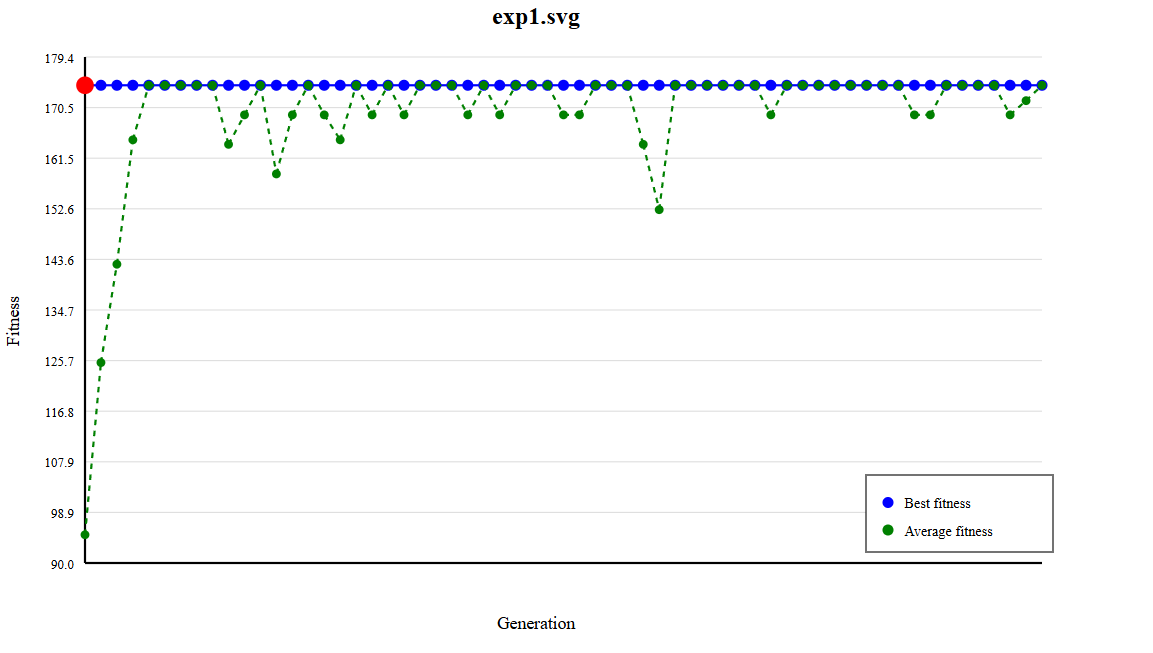 exp1.svg
179.4
170.5
161.5
152.6
143.6
134.7
125.7
116.8
107.9
98.9
90.0
Fitness
Best fitness
Average fitness
Generation